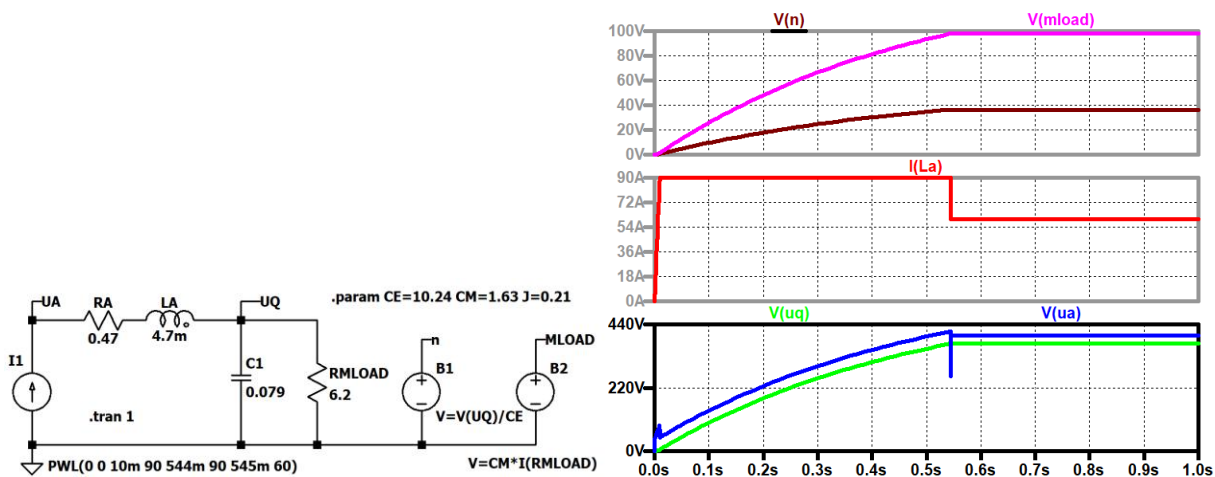 .param CE=10.24 CM=1.63 J=0.21
UA
RA
LA
UQ
0.47
4.7m
n
MLOAD
I1
C1
0.079
RMLOAD
6.2
B1
B2
.tran 1
V=V(UQ)/CE
PWL(0 0 10m 90 544m 90 545m 60)
V=CM*I(RMLOAD)
V(n)
V(mload)
100V
80V
60V
40V
20V
0V
I(La)
90A
72A
54A
36A
18A
0A
V(uq)
V(ua)
440V
220V
0V
0.0s 0.1s 0.2s 0.3s 0.4s 0.5s 0.6s 0.7s 0.8s 0.9s 1.0s